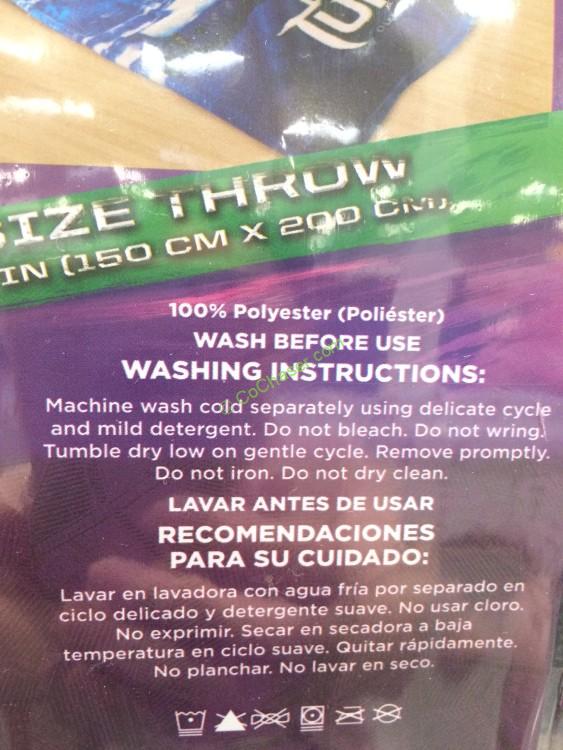 SIZE THROW
IN (150 CM X 200 CM)
100% Polyester (Poliéster)
WASH BEFORE USE
WASHING INSTRUCTIONS:
Machine wash cold separately using delicate cycle
and mild detergent. Do not bleach. Do not wring.
Tumble dry low on gentle cycle. Remove promptly.
Do not iron. Do not dry clean.
LAVAR ANTES DE USAR
RECOMENDACIONES
PARA SU CUIDADO:
Lavar en lavadora con agua fría por separado en
ciclo delicado y detergente suave. No usar cloro.
No exprimir. Secar en secadora a baja
temperatura en ciclo suave. Quitar rápidamente.
No planchar. No lavar en seco.
© CoChaser.com